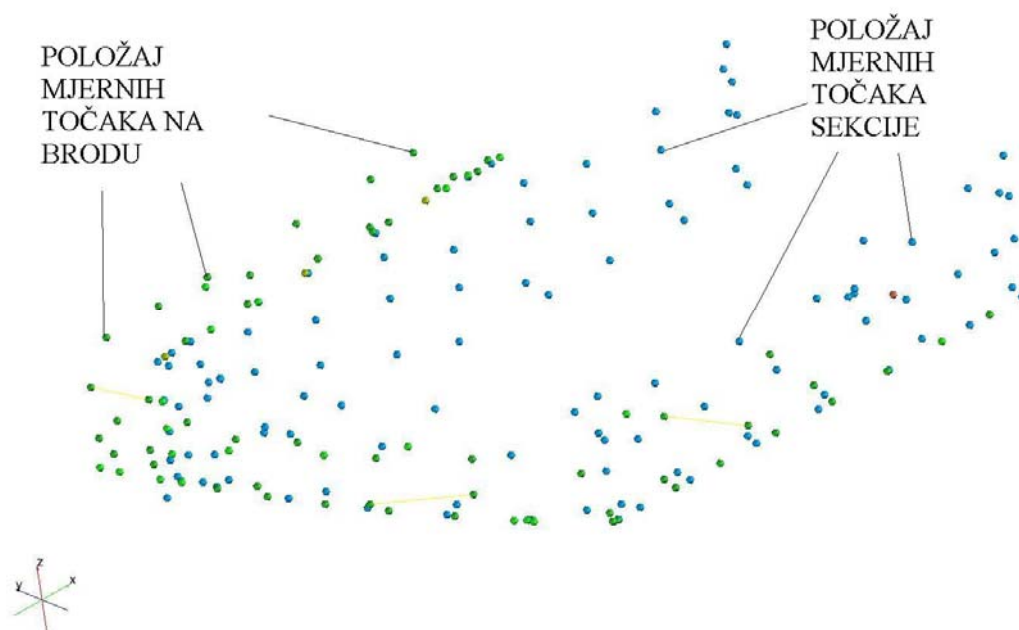 POLOŽAJ
MJERNIH
TOČAKA NA
BRODU
POLOŽAJ
MJERNIH
TOČAKA
SEKCIJE
z
y
x